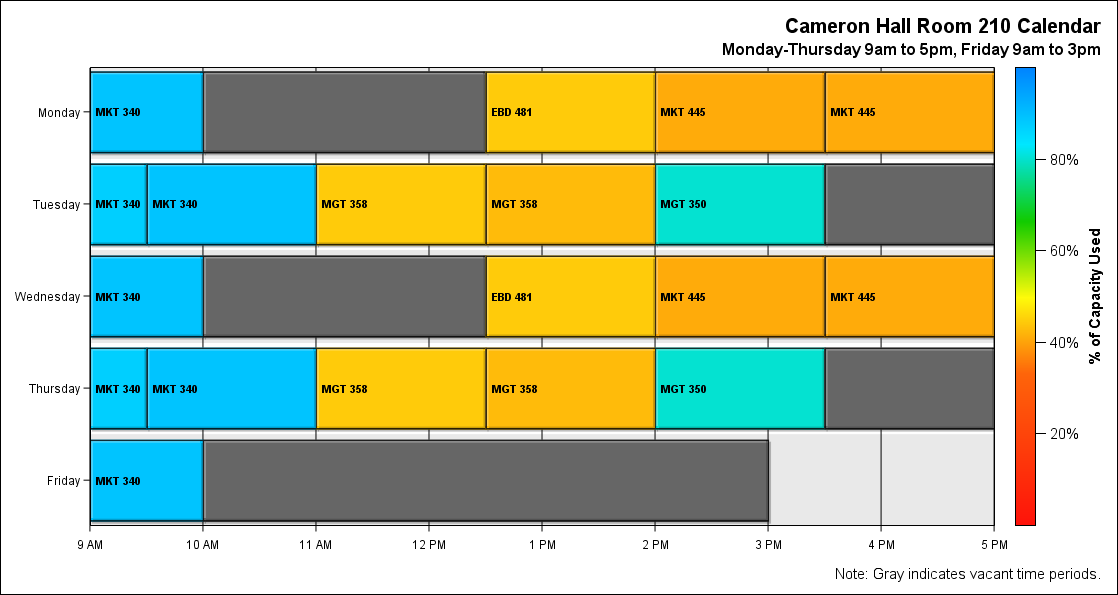 Cameron Hall Room 210 Calendar
Monday-Thursday 9am to 5pm, Friday 9am to 3pm
Monday MKT 340 EBD 481 MKT 445 MKT 445
80%
Tuesday MKT 340 MKT 340 MGT 358 MGT 358 MGT 350
60%
% of Capacity Used
Wednesday MKT 340 EBD 481 MKT 445 MKT 445
40%
Thursday MKT 340 MKT 340 MGT 358 MGT 358 MGT 350
20%
Friday MKT 340
9 AM 10 AM 11 AM 12 PM 1 PM 2 PM 3 PM 4 PM 5 PM
Note: Gray indicates vacant time periods.